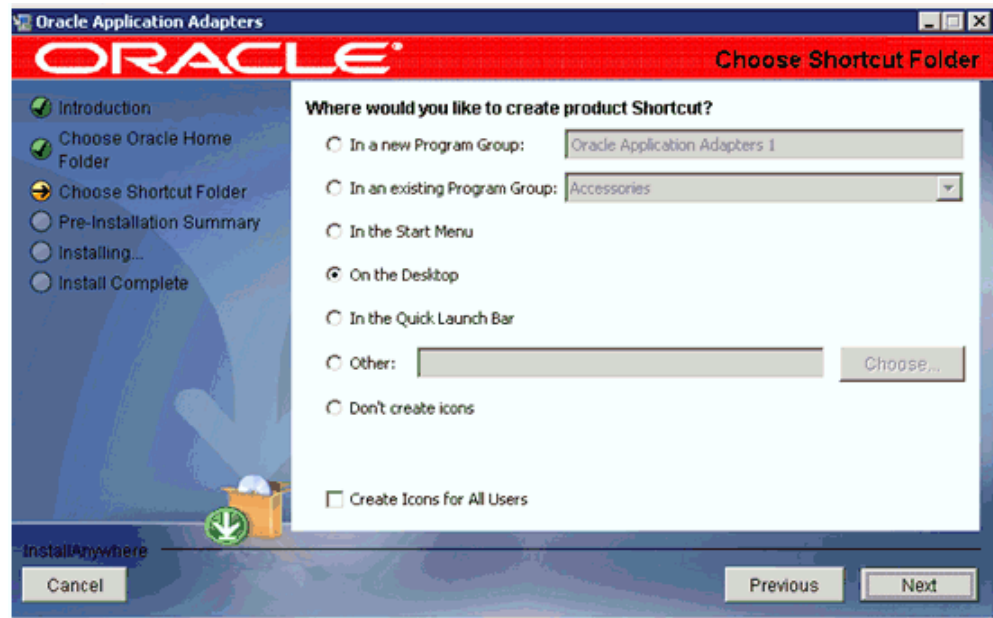 Oracle Application Adapters
ORACLE®
Choose Shortcut Folder
Introduction
Choose Oracle Home
Folder
Choose Shortcut Folder
Pre-Installation Summary
Installing...
Install Complete
Where would you like to create product Shortcut?
In a new Program Group: Oracle Application Adapters 1
In an existing Program Group: Accessories
In the Start Menu
On the Desktop
In the Quick Launch Bar
Other: Choose...
Don't create icons
Create Icons for All Users
InstallAnywhere
Cancel Previous Next